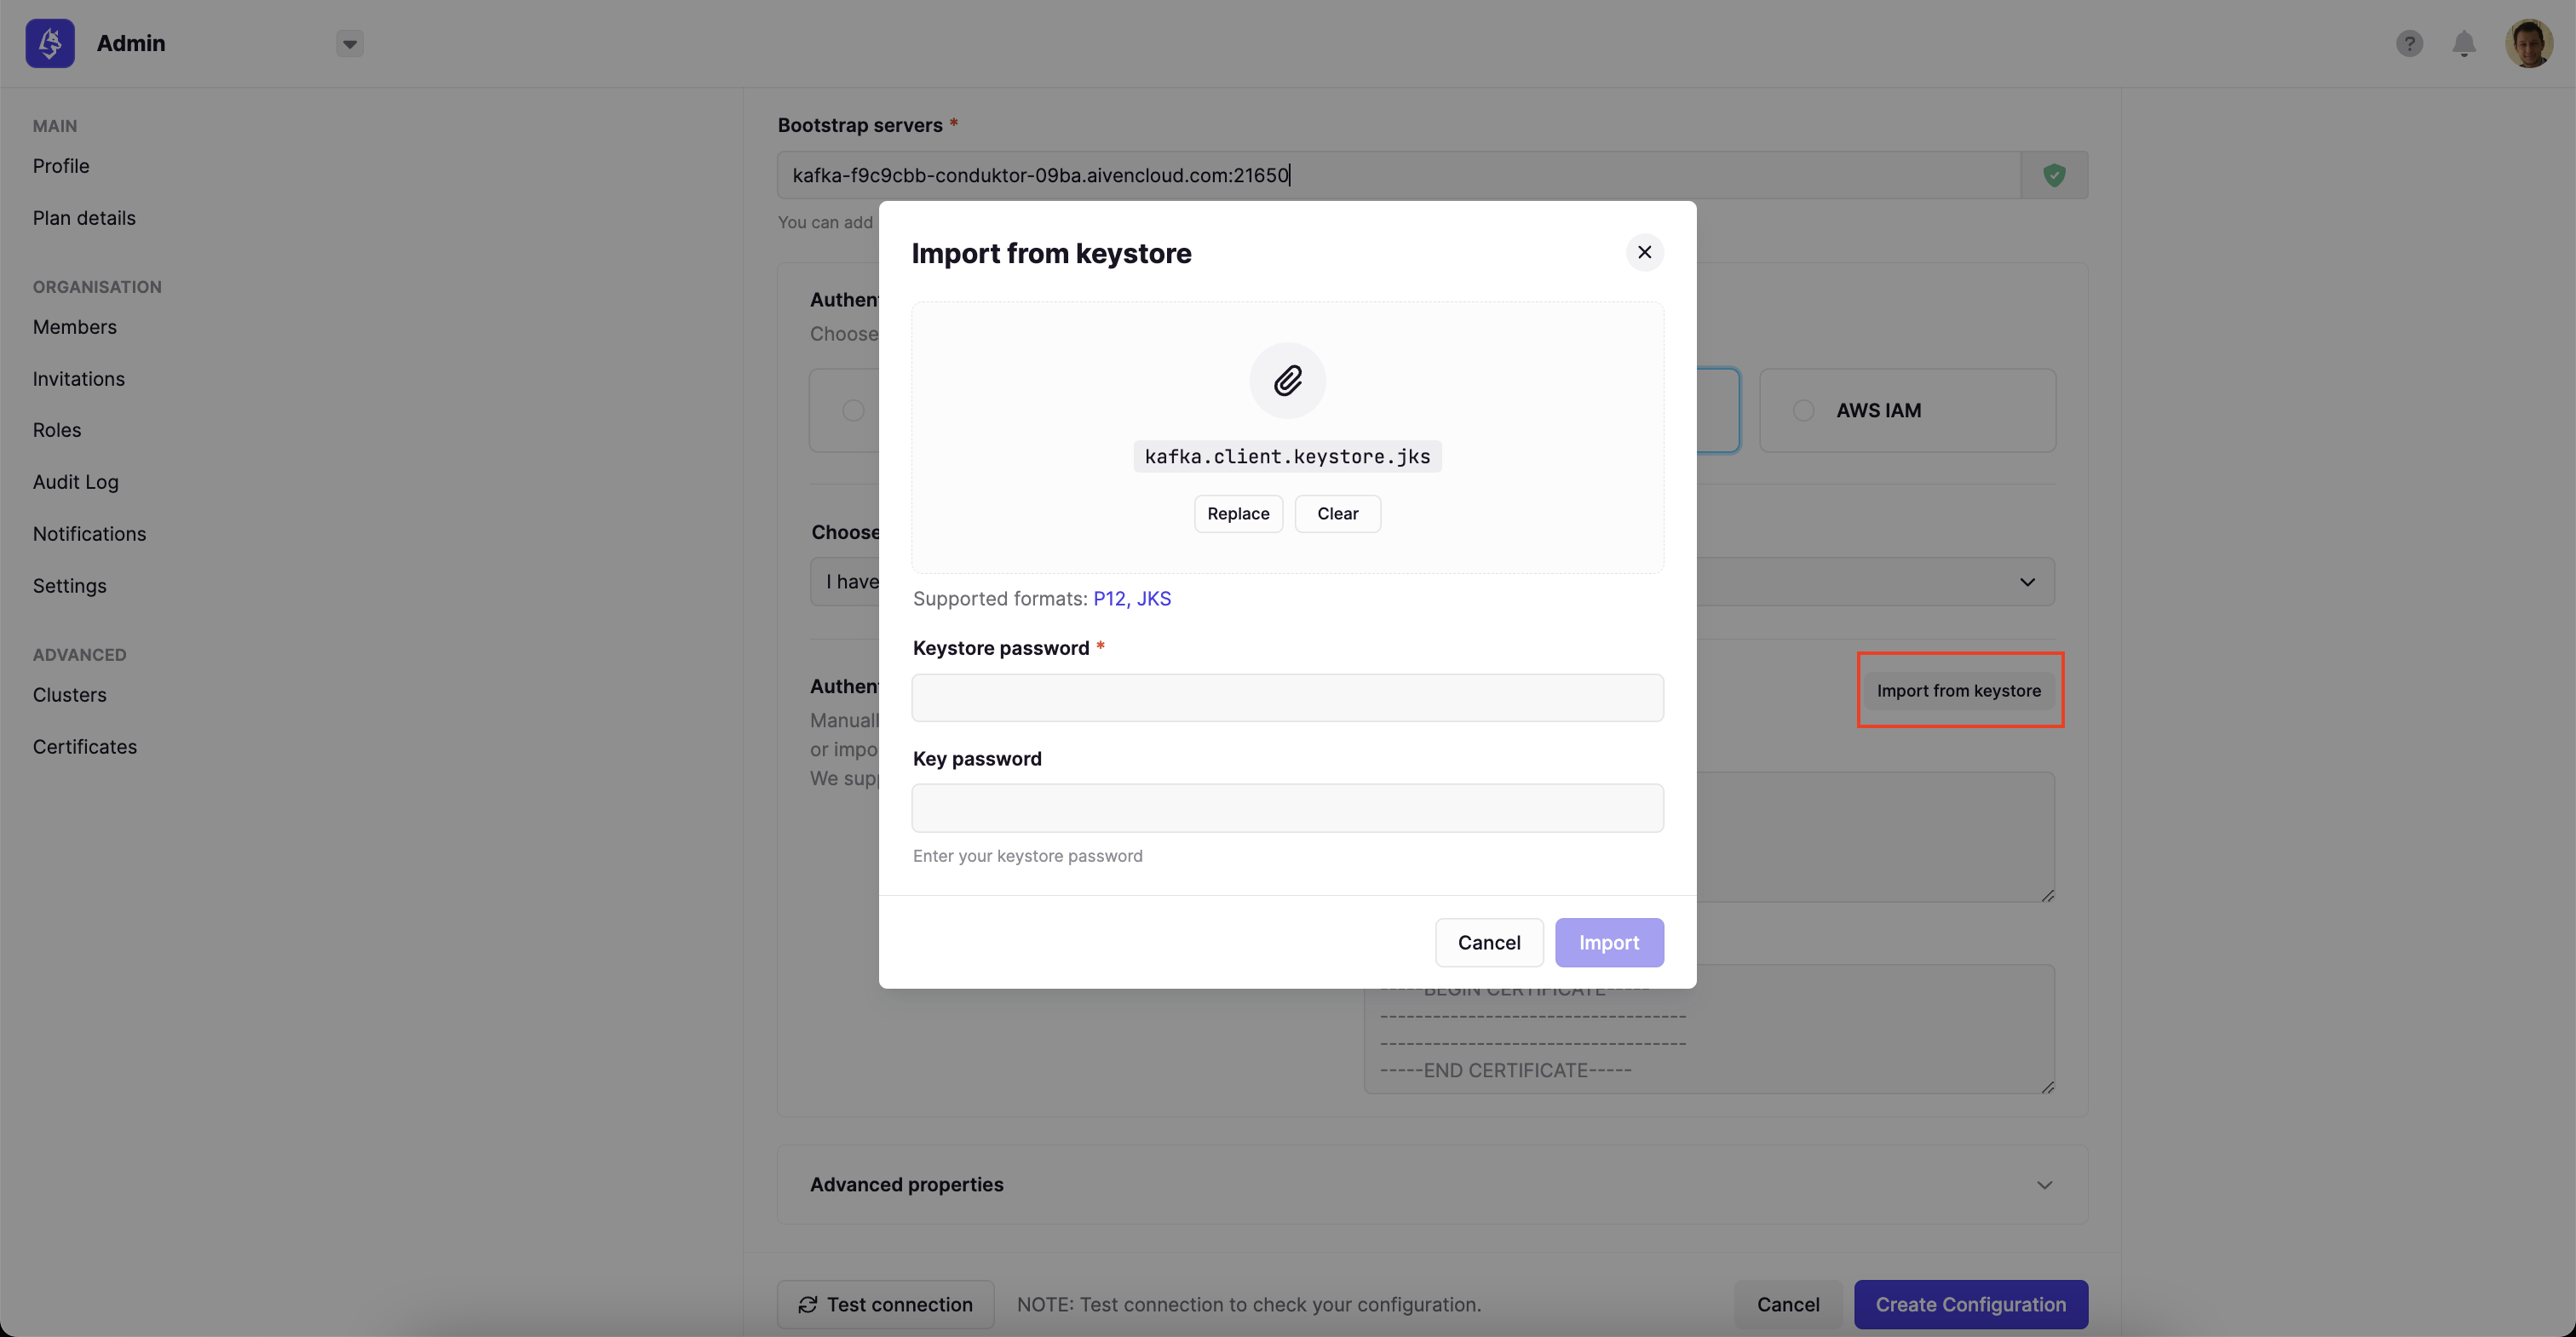 Admin
?
MAIN
Profile
Plan details
ORGANISATION
Members
Invitations
Roles
Audit Log
Notifications
Settings
ADVANCED
Clusters
Certificates
Bootstrap servers *
kafka-f9c9cbb-conduktor-09ba.aivencloud.com:21650
You can add
Authen
Choose
AWS IAM
Choose
I have
Authen
Import from keystore
Manuall
or impo
We supp
Import from keystore
kafka.client.keystore.jks
Replace Clear
Supported formats: P12, JKS
Keystore password *
Key password
Enter your keystore password
Cancel Import
-----BEGIN CERTIFICATE-----
-----------------------------------
-----------------------------------
-----END CERTIFICATE-----
Advanced properties
Test connection NOTE: Test connection to check your configuration. Cancel Create Configuration